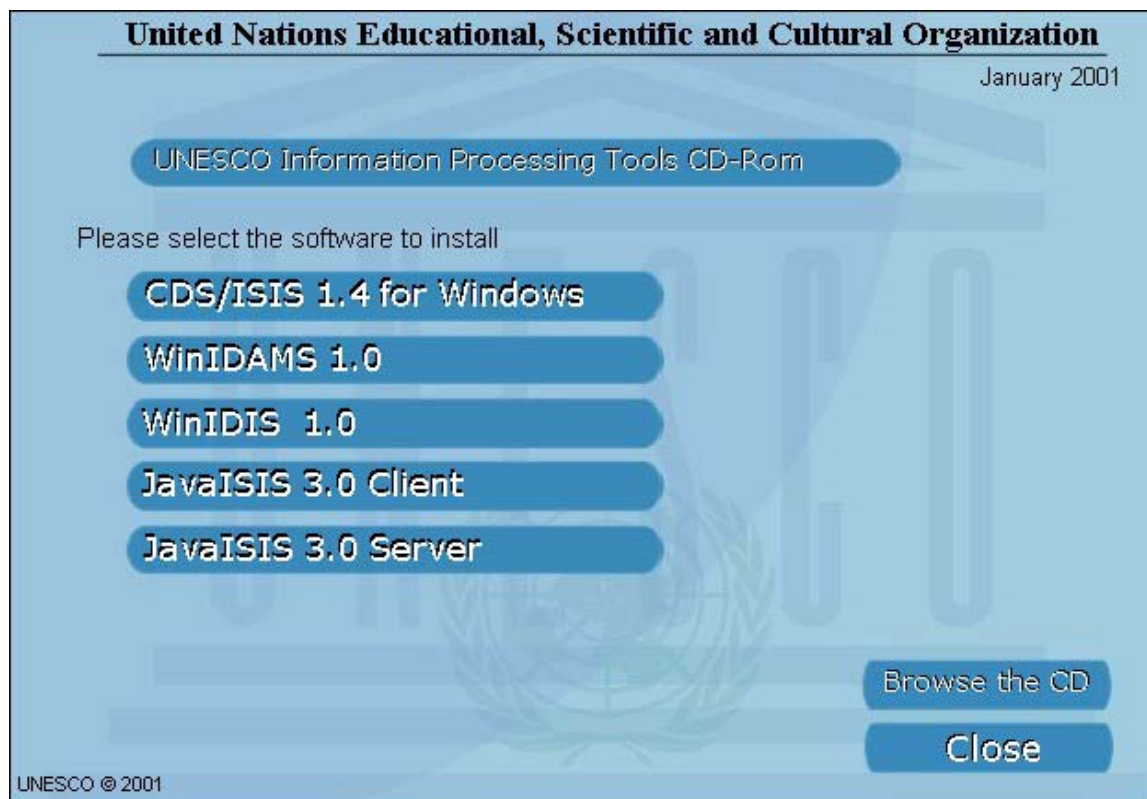 United Nations Educational, Scientific and Cultural Organization
January 2001
UNESCO Information Processing Tools CD-Rom
Please select the software to install
CDS/ISIS 1.4 for Windows
WinIDAMS 1.0
WinIDIS 1.0
JavaISIS 3.0 Client
JavaISIS 3.0 Server
UNESCO
Browse the CD
Close
UNESCO © 2001